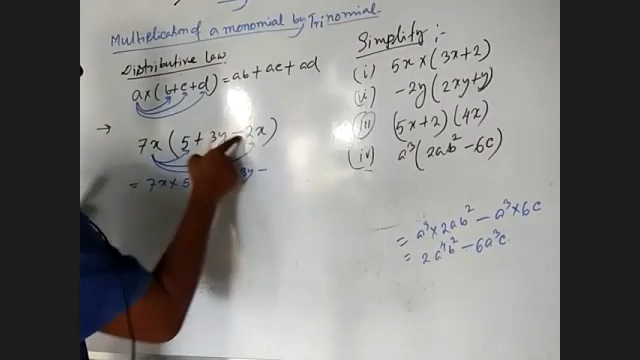 Multiplication of a monomial by Trinomial.
Distributive law
a x (b+c+d) = ab + ac + ad
→ 7x (5 + 3y - 2x)
= 7x x 5 3y -
Simplify :-
(i) 5x x (3x+2)
(ii) -2y (2xy+y)
(iii) (5x+2) (4x)
(iv) a³(2ab² - 6c)
= a³ x 2ab² - a³ x 6c
= 2a⁴b² - 6a³c.